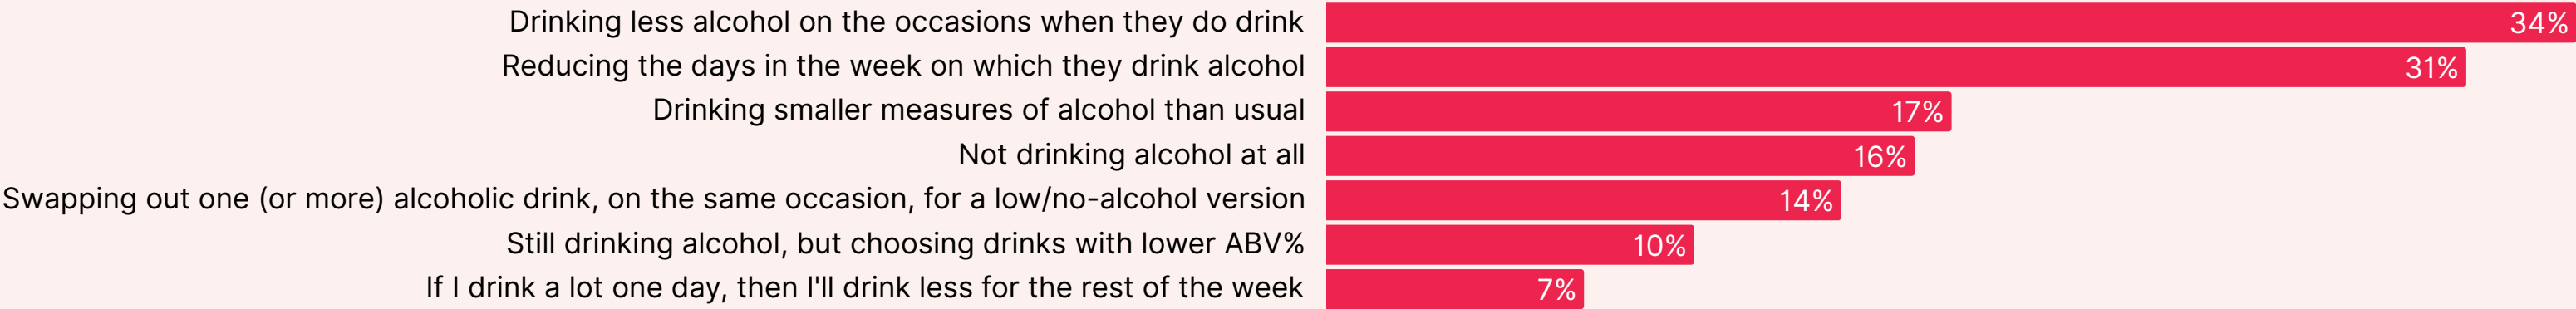 Drinking less alcohol on the occasions when they do drink 34%
Reducing the days in the week on which they drink alcohol 31%
Drinking smaller measures of alcohol than usual 17%
Not drinking alcohol at all 16%
Swapping out one (or more) alcoholic drink, on the same occasion, for a low/no-alcohol version 14%
Still drinking alcohol, but choosing drinks with lower ABV% 10%
If I drink a lot one day, then I'll drink less for the rest of the week 7%